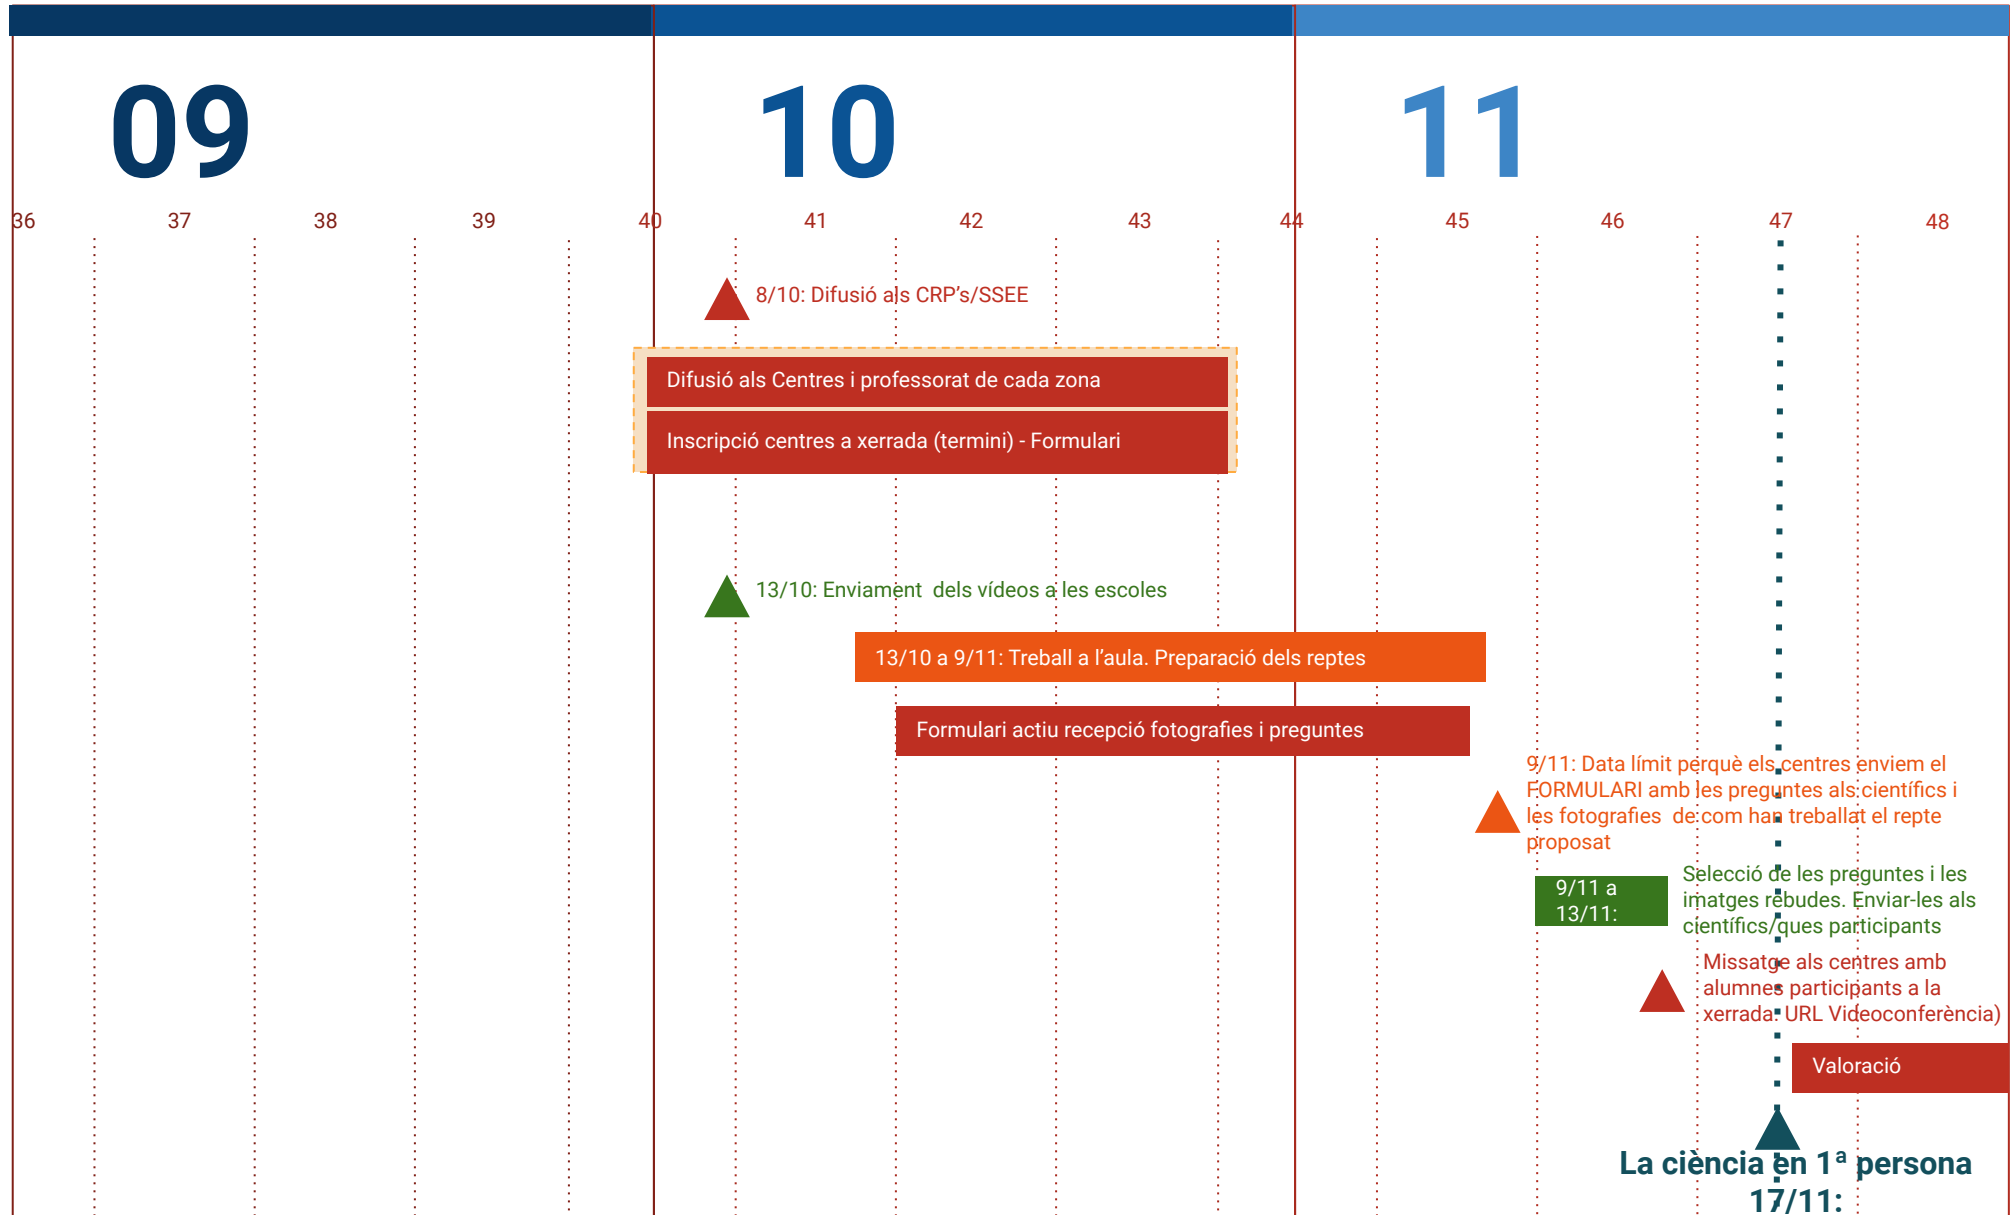 09
10
11
36 37 38 39 40 41 42 43 44 45 46 47 48
8/10: Difusió als CRP’s/SSEE
Difusió als Centres i professorat de cada zona
Inscripció centres a xerrada (termini) - Formulari
13/10: Enviament dels vídeos a les escoles
13/10 a 9/11: Treball a l’aula. Preparació dels reptes
Formulari actiu recepció fotografies i preguntes
9/11: Data límit perquè els centres enviem el
FORMULARI amb les preguntes als científics i
les fotografies de com han treballat el repte
proposat
9/11 a
13/11:
Selecció de les preguntes i les
imatges rebudes. Enviar-les als
científics/ques participants
Missatge als centres amb
alumnes participants a la
xerrada: URL Videoconferència)
Valoració
La ciència en 1ª persona
17/11: